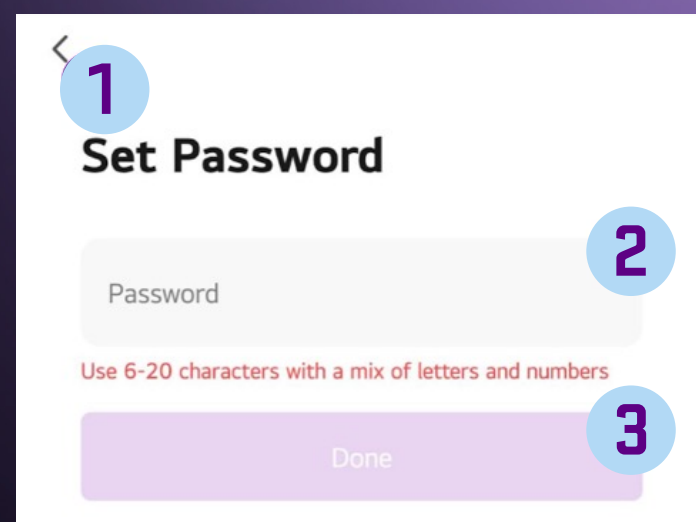 1
Set Password
2
Password
Use 6-20 characters with a mix of letters and numbers
3
Done